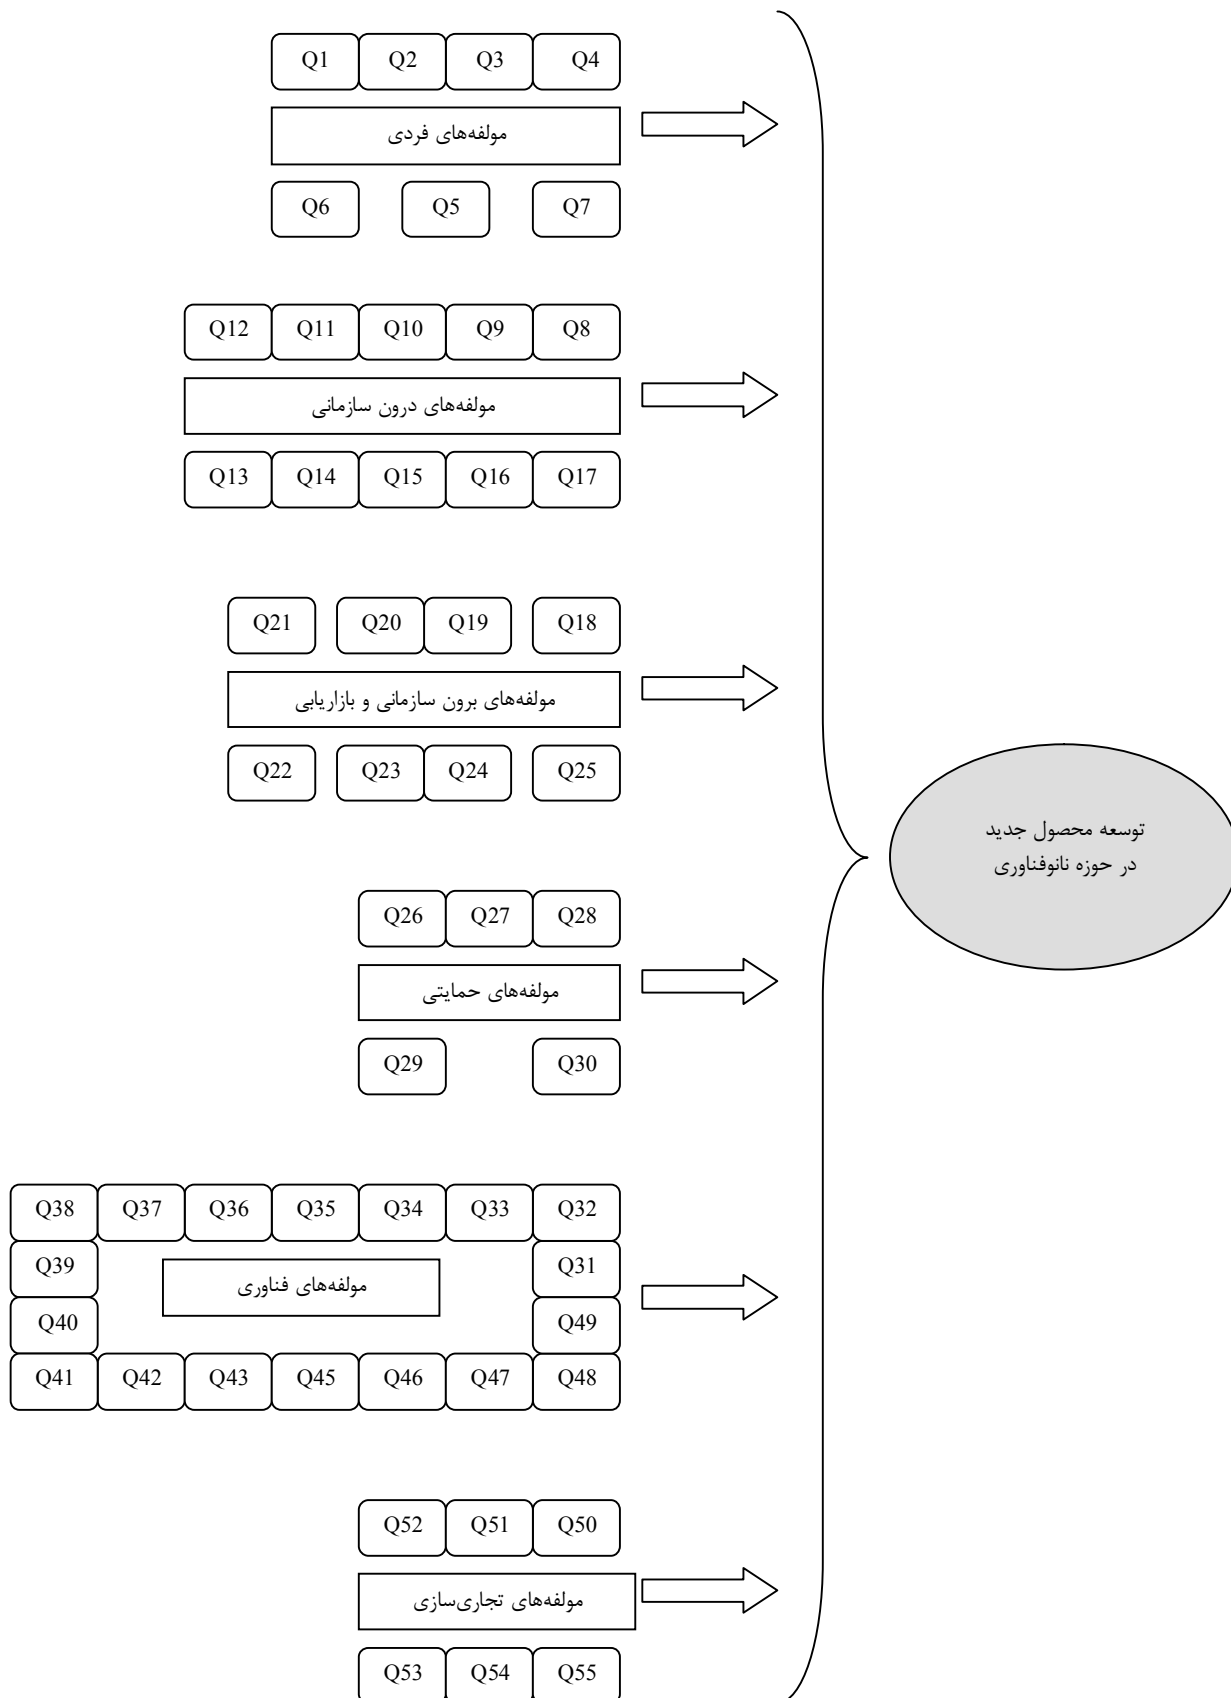 Q1 Q2 Q3 Q4
مولفه‌های فردی
Q6 Q5 Q7
Q12 Q11 Q10 Q9 Q8
مولفه‌های درون سازمانی
Q13 Q14 Q15 Q16 Q17
Q21 Q20 Q19 Q18
مولفه‌های برون سازمانی و بازاریابی
Q22 Q23 Q24 Q25
توسعه محصول جدید
در حوزه نانوفناوری
Q26 Q27 Q28
مولفه‌های حمایتی
Q29 Q30
Q38 Q37 Q36 Q35 Q34 Q33 Q32
Q39 Q31
مولفه‌های فناوری
Q40 Q49
Q41 Q42 Q43 Q45 Q46 Q47 Q48
Q52 Q51 Q50
مولفه‌های تجاری‌سازی
Q53 Q54 Q55